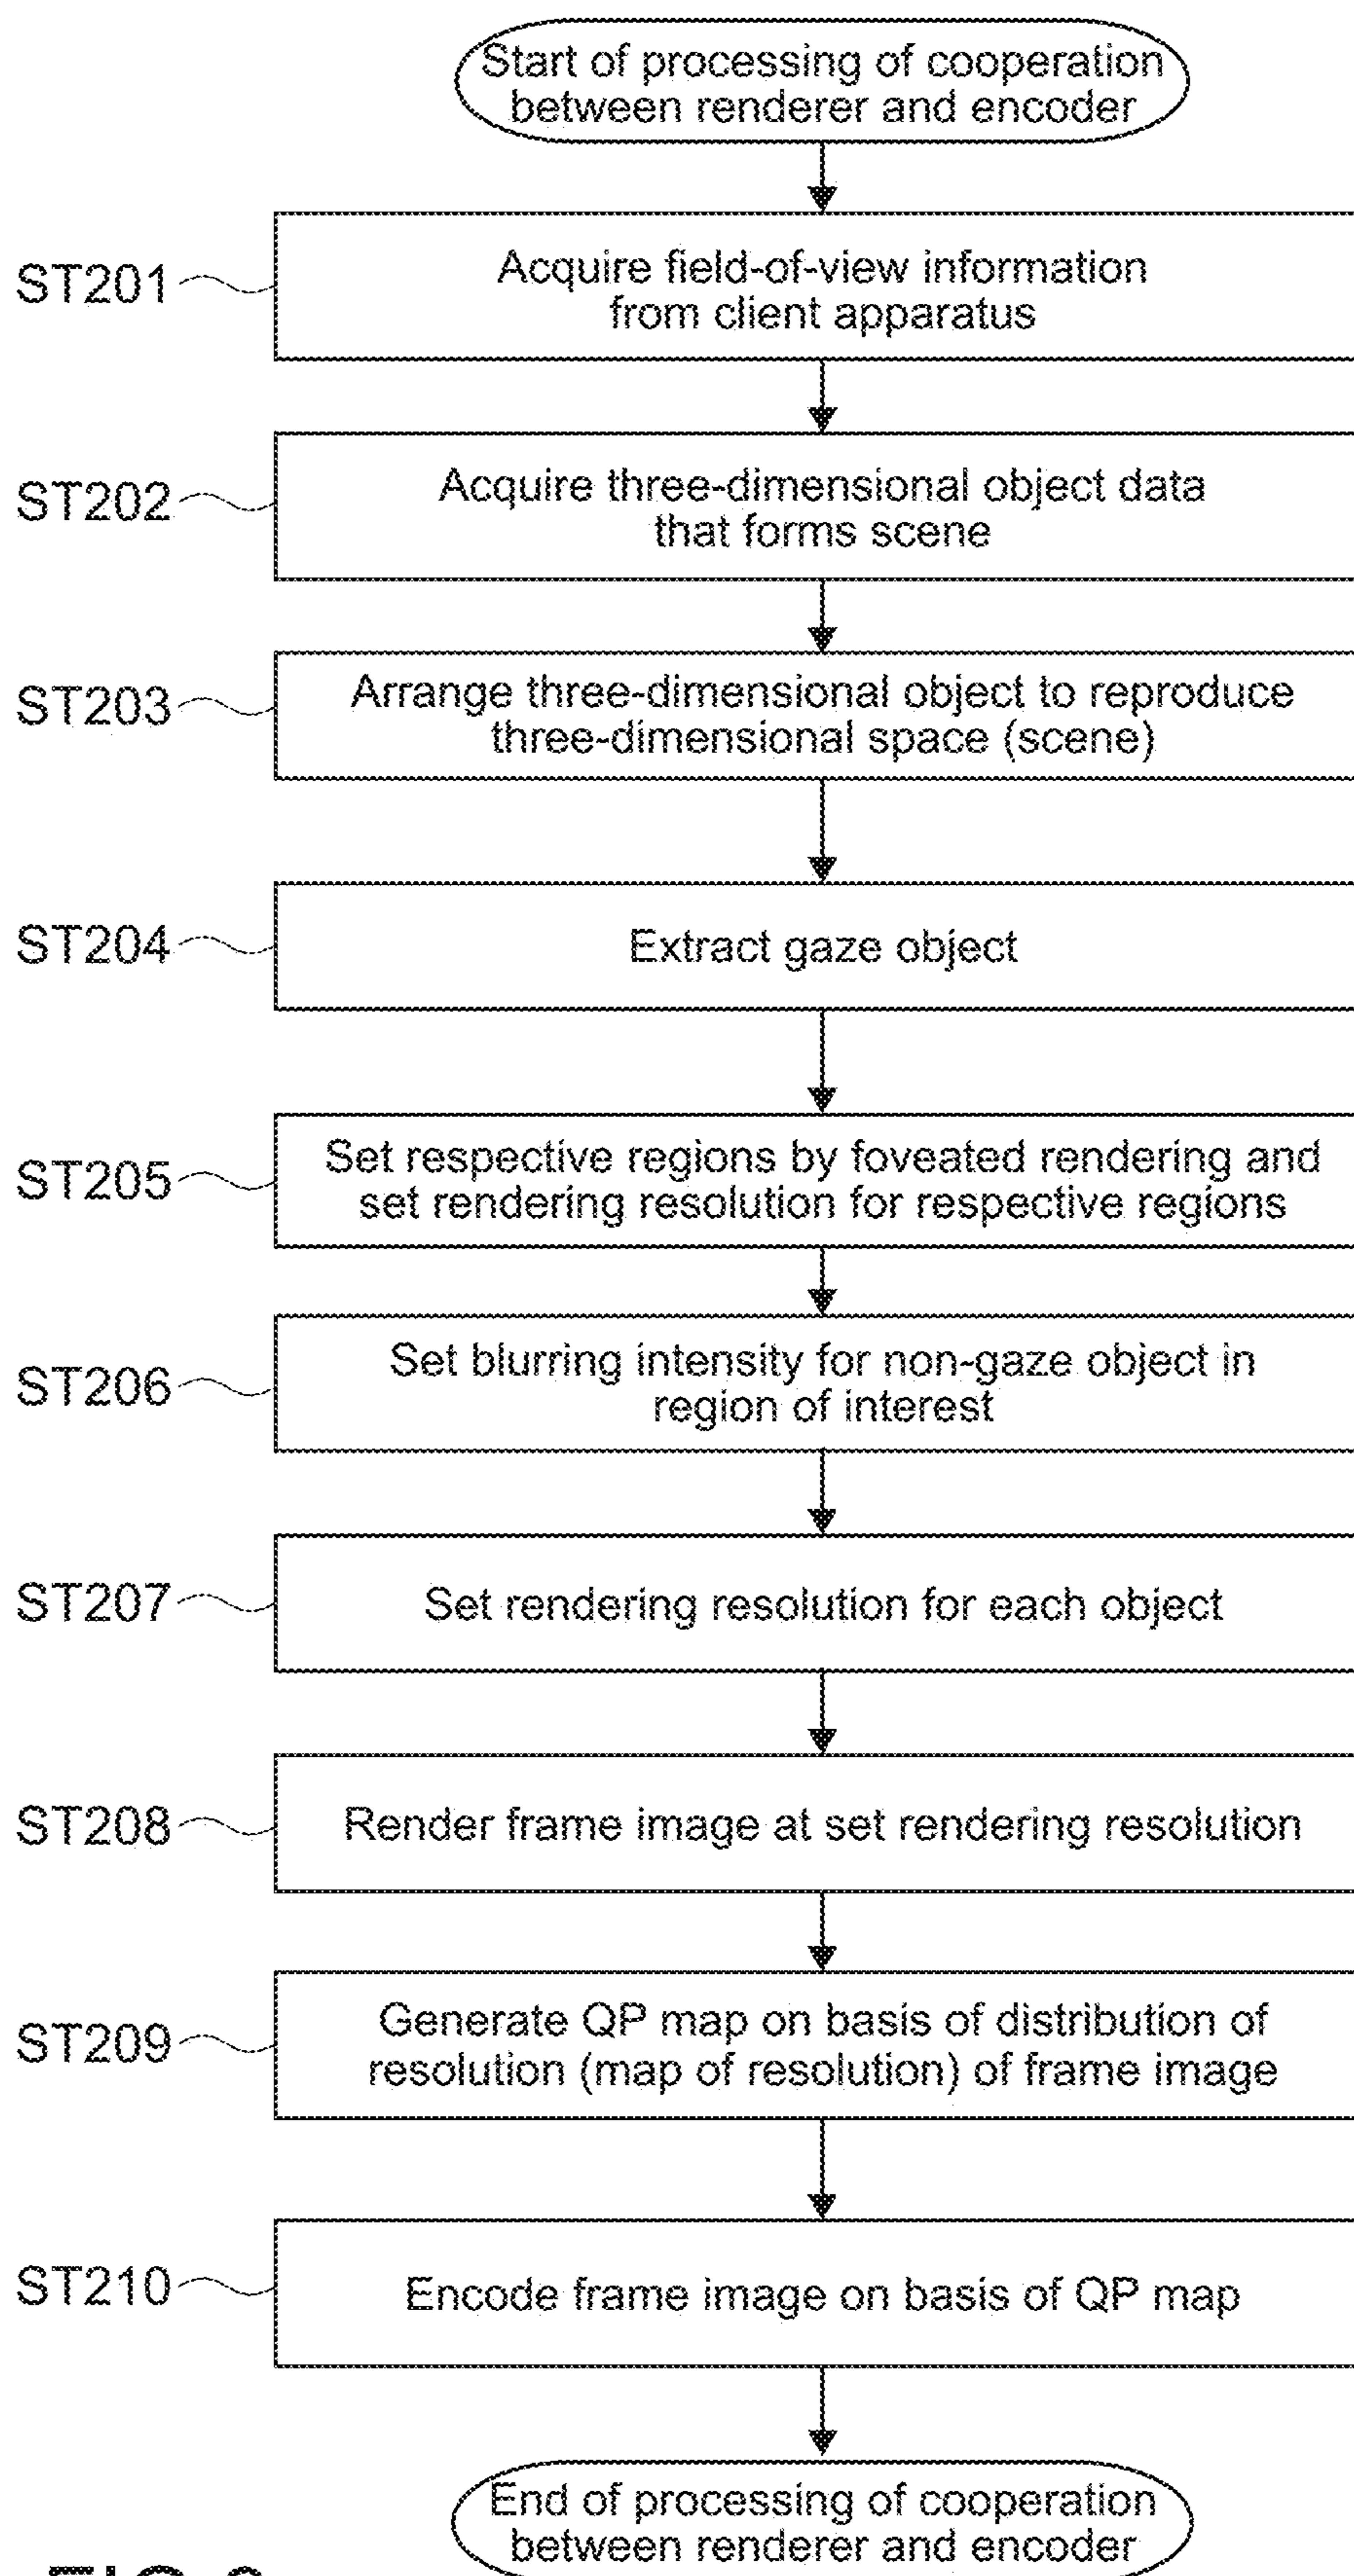 Start of processing of cooperation
between renderer and encoder
ST201
Acquire field-of-view information
from client apparatus
ST202
Acquire three-dimensional object data
that forms scene
ST203
Arrange three-dimensional object to reproduce
three-dimensional space (scene)
ST204
Extract gaze object
ST205
Set respective regions by foveated rendering and
set rendering resolution for respective regions
ST206
Set blurring intensity for non-gaze object in
region of interest
ST207
Set rendering resolution for each object
ST208
Render frame image at set rendering resolution
ST209
Generate QP map on basis of distribution of
resolution (map of resolution) of frame image
ST210
Encode frame image on basis of QP map
End of processing of cooperation
between renderer and encoder